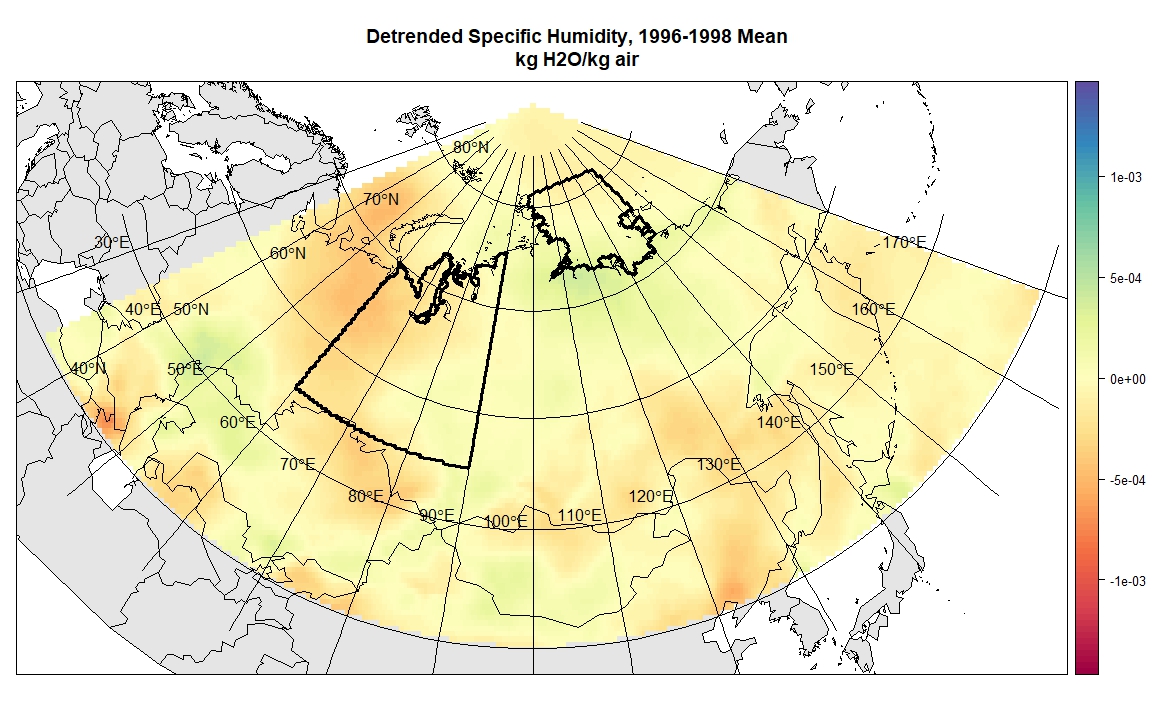 Detrended Specific Humidity, 1996-1998 Mean
kg H2O/kg air
80°N
70°N
30°E
60°N
170°E
40°E
50°N
160°E
40°N
50°E
150°E
60°E
140°E
70°E
130°E
80°E
120°E
90°E
100°E
110°E
1e-03
5e-04
0e+00
-5e-04
-1e-03